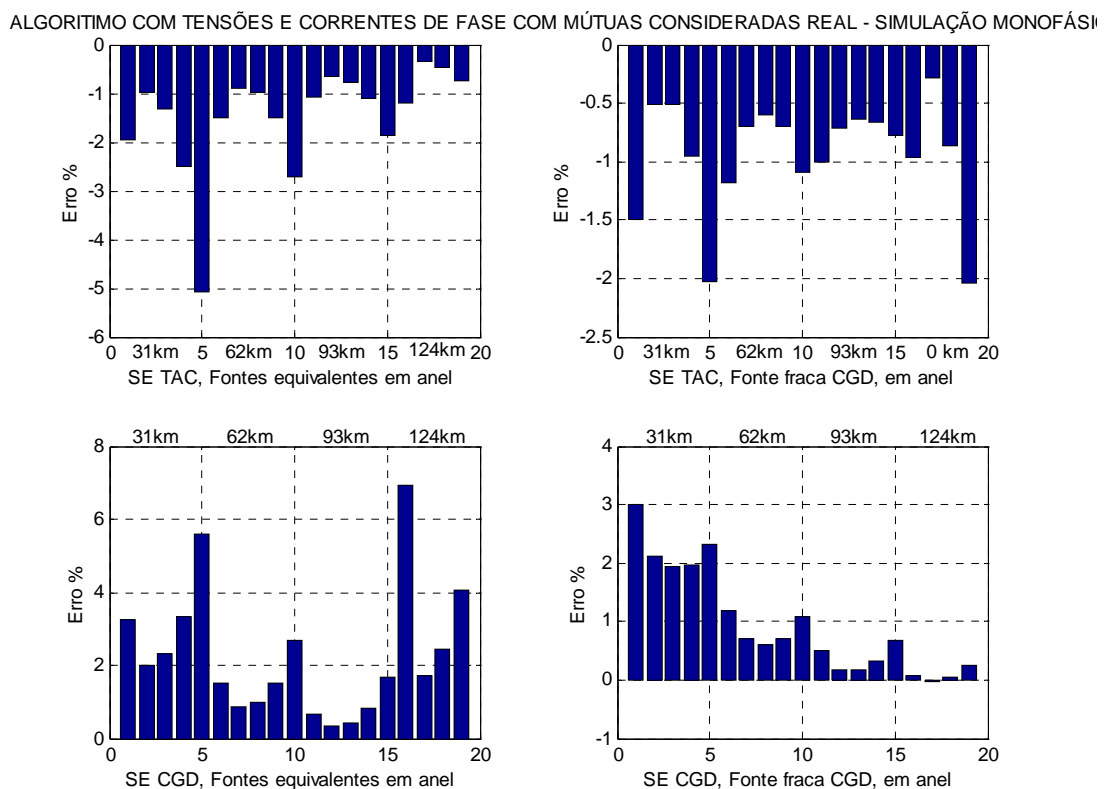 ALGORITIMO COM TENSÕES E CORRENTES DE FASE COM MÚTUAS CONSIDERADAS REAL - SIMULAÇÃO MONOFÁSI
0
-1
-2
-3
-4
-5
-6
Erro %
0 31km 5 62km 10 93km 15 124km 20
SE TAC, Fontes equivalentes em anel
0
-0.5
-1
-1.5
-2
-2.5
Erro %
0 31km 5 62km 10 93km 15 0 km 20
SE TAC, Fonte fraca CGD, em anel
31km 62km 93km 124km
8
6
4
2
0
Erro %
0 5 10 15 20
SE CGD, Fontes equivalentes em anel
31km 62km 93km 124km
4
3
2
1
0
-1
Erro %
0 5 10 15 20
SE CGD, Fonte fraca CGD, em anel